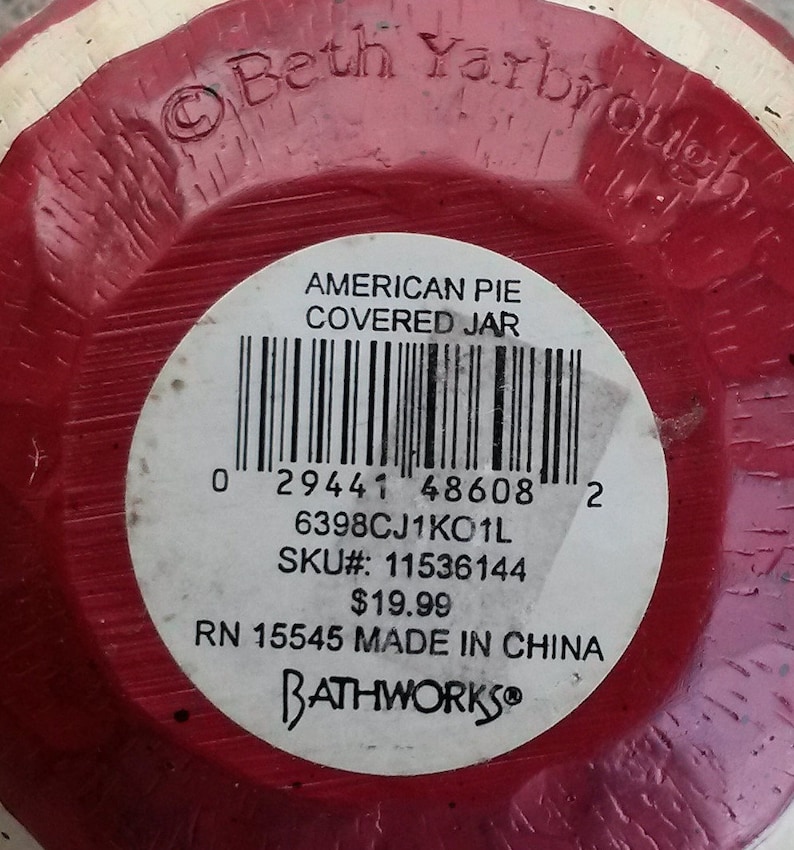 © Beth Yarbrough
AMERICAN PIE
COVERED JAR
0 29441 48608 2
6398CJ1KO1L
SKU#: 11536144
$19.99
RN 15545 MADE IN CHINA
BATHWORKS®